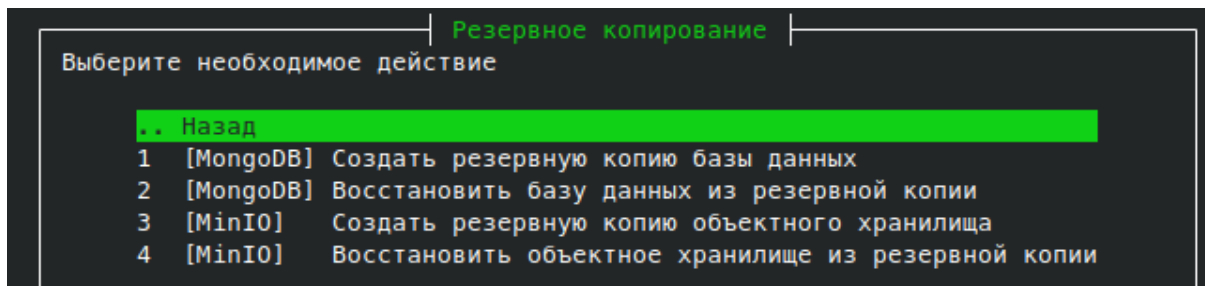 Резервное копирование
Выберите необходимое действие
.. Назад
1 [MongoDB] Создать резервную копию базы данных
2 [MongoDB] Восстановить базу данных из резервной копии
3 [MinIO] Создать резервную копию объектного хранилища
4 [MinIO] Восстановить объектное хранилище из резервной копии